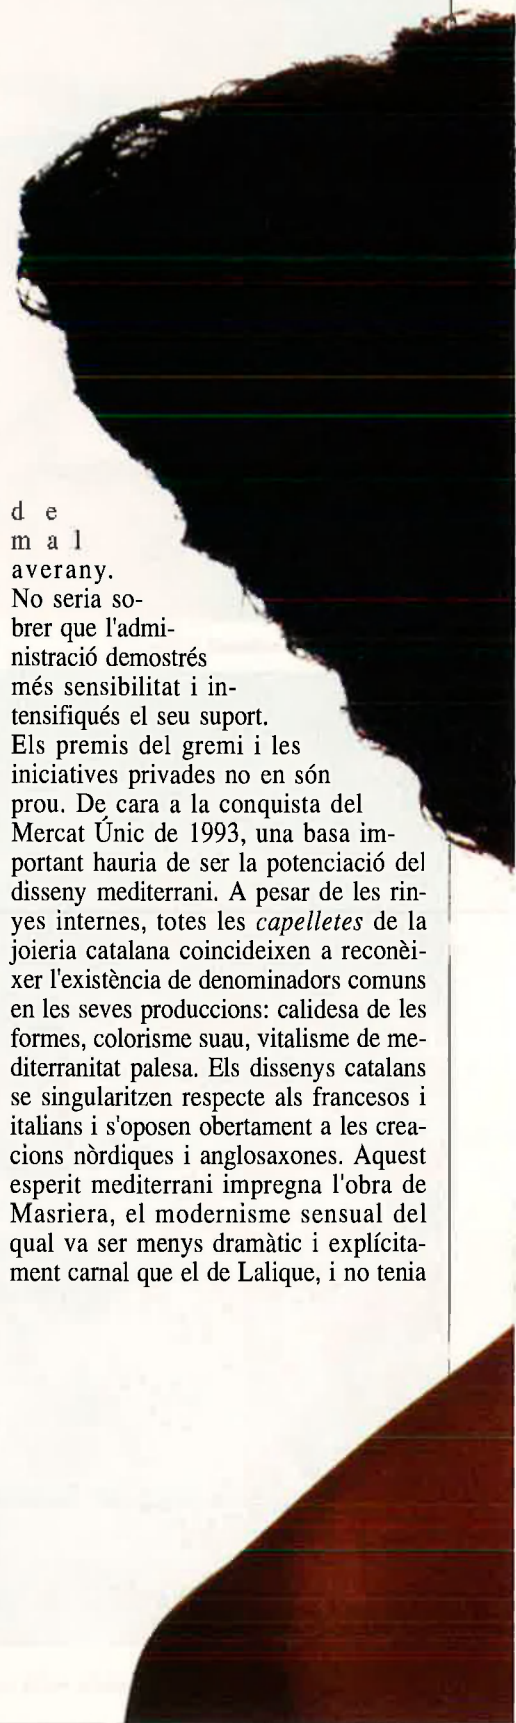 de
mal
averany.
No seria so-
brer que l'admi-
nistració demostrés
més sensibilitat i in-
tensifiqués el seu suport.
Els premis del gremi i les
iniciatives privades no en són
prou. De cara a la conquista del
Mercat Únic de 1993, una basa im-
portant hauria de ser la potenciació del
disseny mediterrani. A pesar de les rin-
yes internes, totes les capelletes de la
joieria catalana coincideixen a reconèi-
xer l'existència de denominadors comuns
en les seves produccions: calidesa de les
formes, colorisme suau, vitalisme de me-
diterranitat palesa. Els dissenys catalans
se singularitzen respecte als francesos i
italians i s'oposen obertament a les crea-
cions nòrdiques i anglosaxones. Aquest
esperit mediterrani impregna l'obra de
Masriera, el modernisme sensual del
qual va ser menys dramàtic i explícita-
ment carnal que el de Lalique, i no tenia